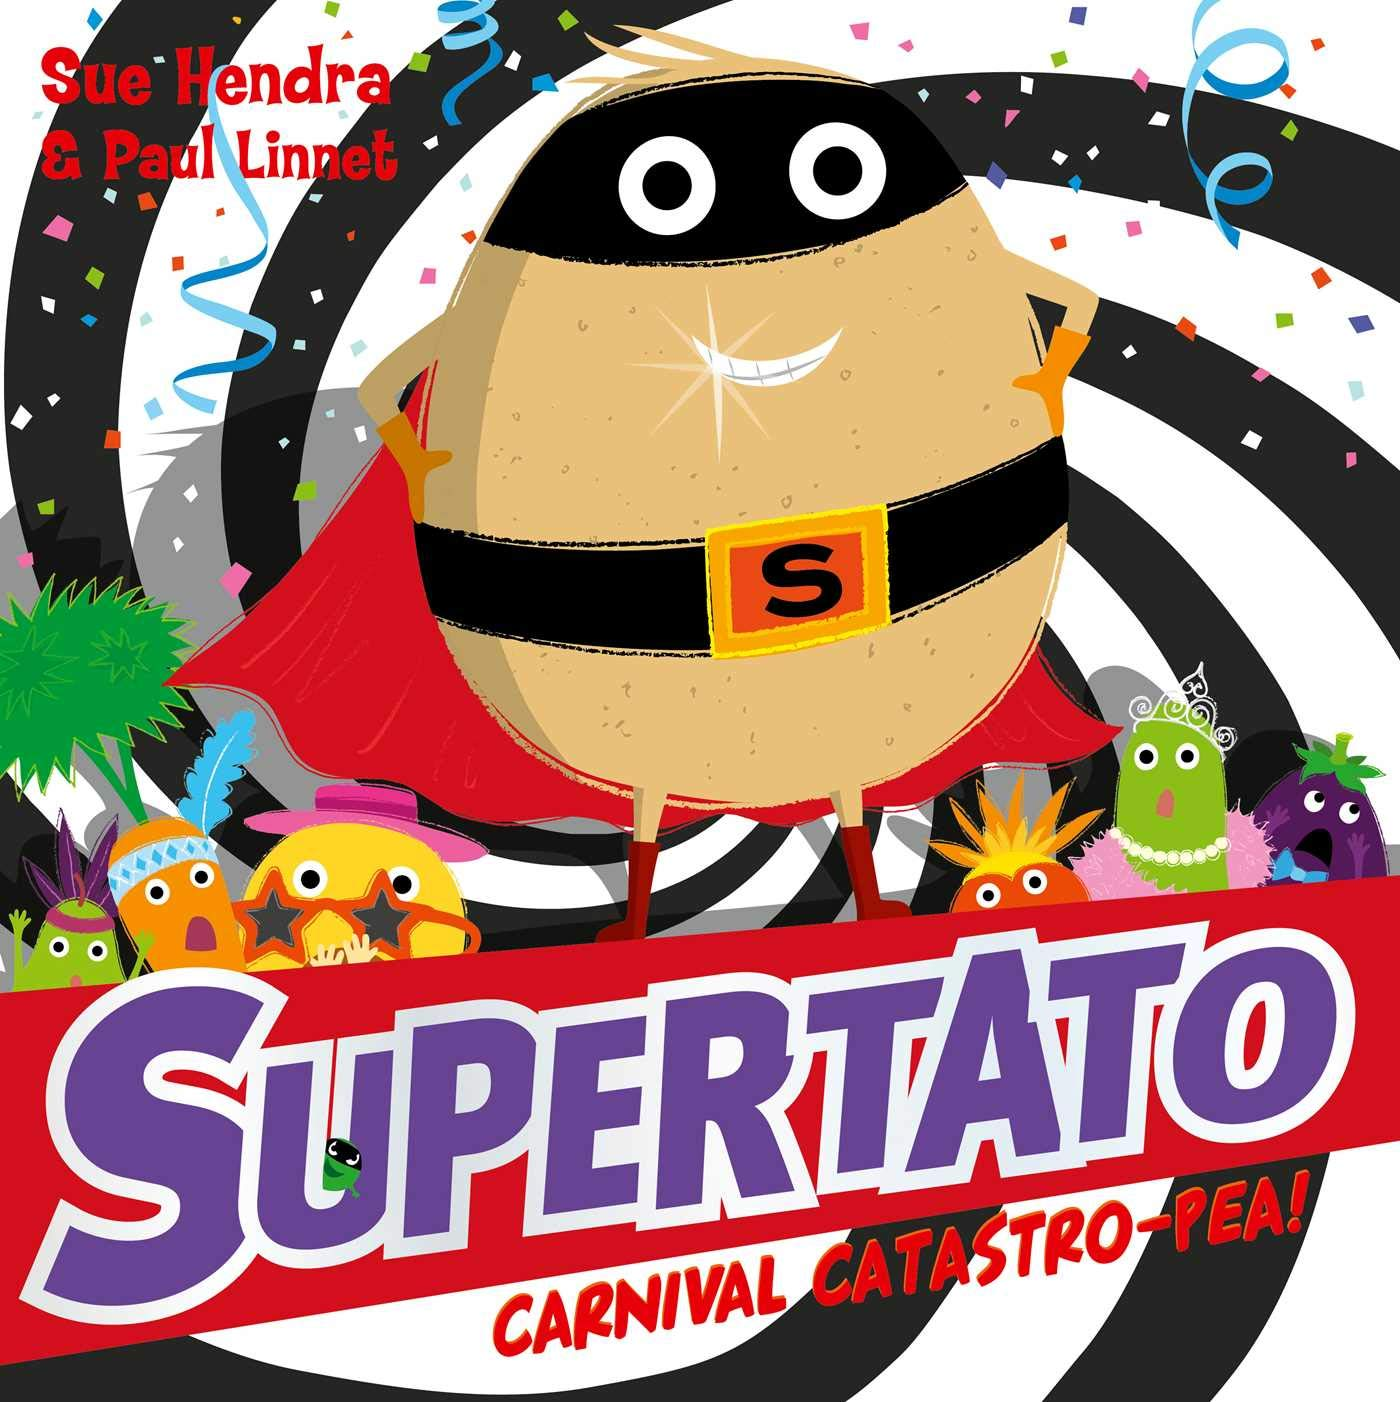 Sue Hendra
& Paul Linnet
S
SUPERTATO
CARNIVAL CATASTRO-PEA!